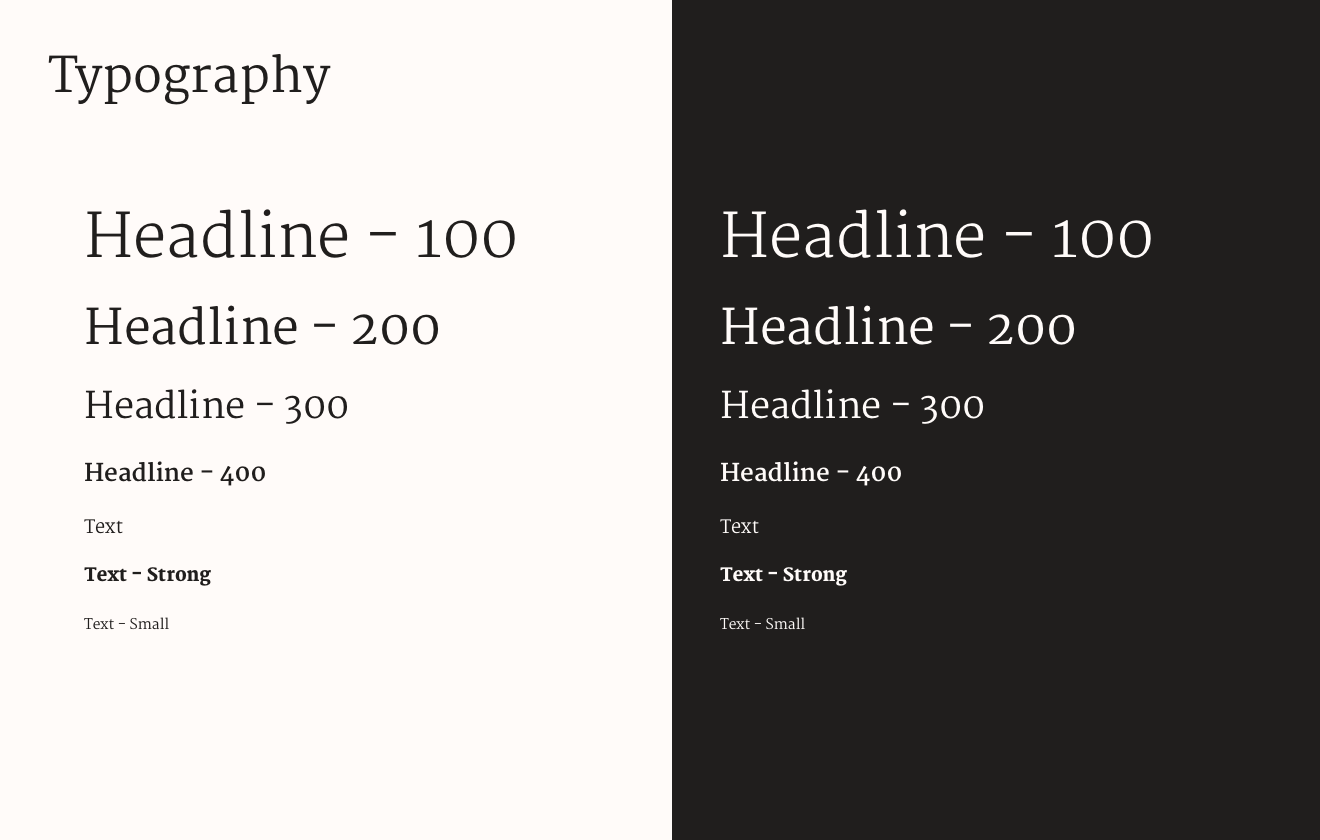 Typography
Headline – 100
Headline – 200
Headline – 300
Headline – 400
Text
Text – Strong
Text – Small
Headline – 100
Headline – 200
Headline – 300
Headline – 400
Text
Text – Strong
Text – Small